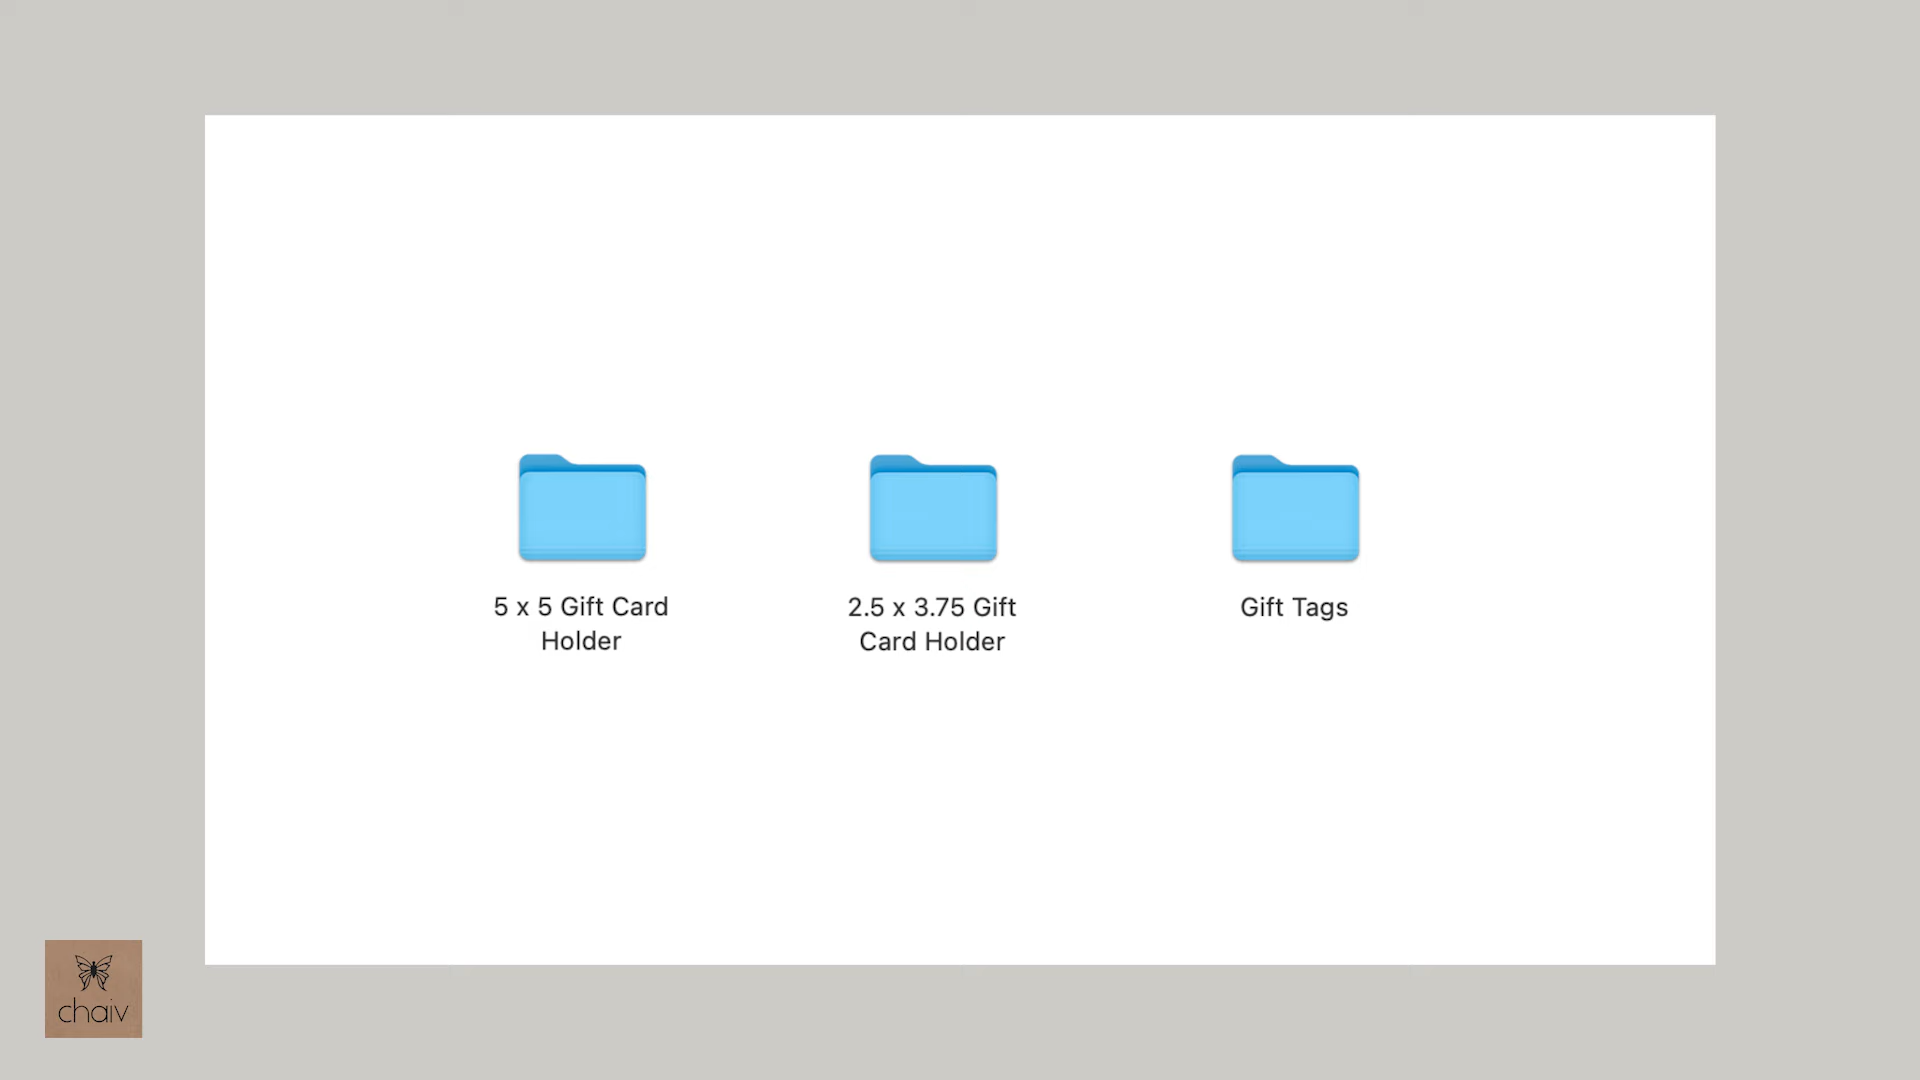 5 x 5 Gift Card
Holder
2.5 x 3.75 Gift
Card Holder
Gift Tags
chaiv